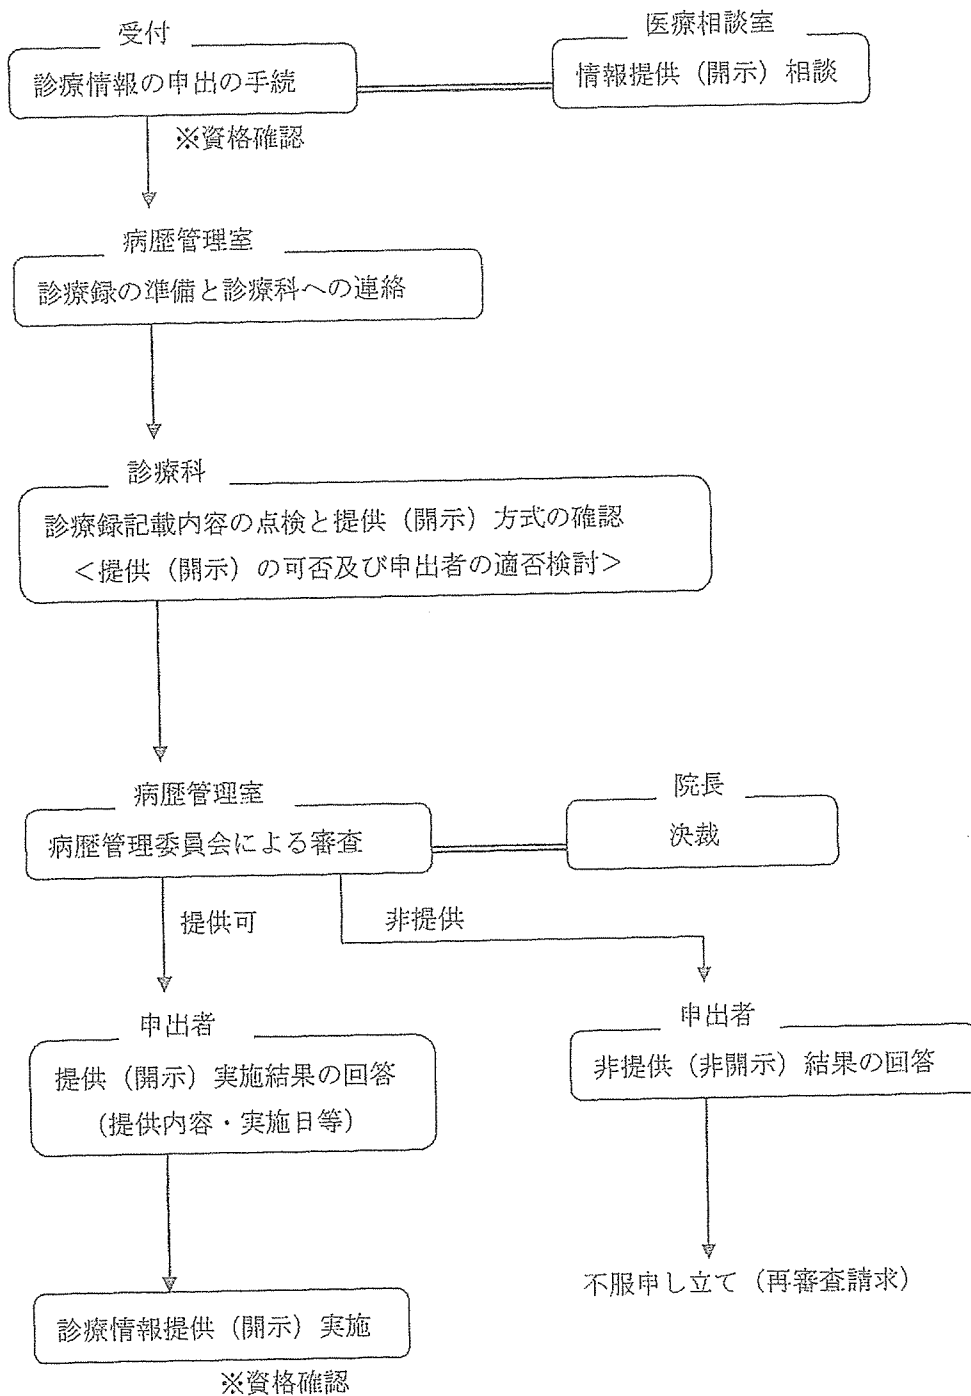 受付
診療情報の申出の手続
医療相談室
情報提供（開示）相談
※資格確認
病歴管理室
診療録の準備と診療科への連絡
診療科
診療録記載内容の点検と提供（開示）方式の確認
＜提供（開示）の可否及び申出者の適否検討＞
病歴管理室
病歴管理委員会による審査
院長
決裁
提供可
非提供
申出者
提供（開示）実施結果の回答
（提供内容・実施日等）
申出者
非提供（非開示）結果の回答
診療情報提供（開示）実施
※資格確認
不服申し立て（再審査請求）